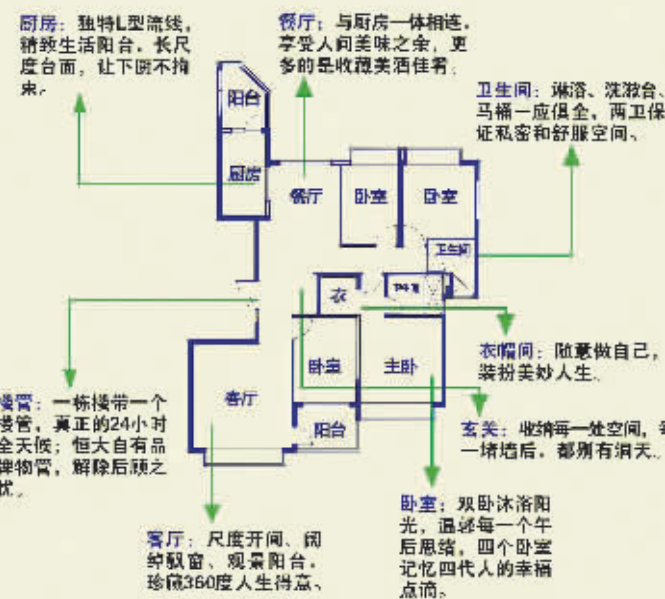 厨房：独特L型流线，
精致生活阳台，长尺
度台面，让下厨不拘
束。
餐厅：与厨房一体相连，
享受人间美味之余，更
多的是收藏美酒佳肴；
卫生间：淋浴、洗漱台、
马桶一应俱全，两卫保
证私密和舒服空间。
阳台
厨房
餐厅
卧室
卧室
卫生间
衣
卧室
主卧
客厅
阳台
衣帽间：随意做自己，
装扮美妙人生。
楼管：一栋楼带一个
楼管，真正的24小时
全天候；恒大自有品
牌物管，解除后顾之
忧。
玄关：收纳每一处空间，每
一堵墙后，都别有洞天。
客厅：尺度开间、阔
绰飘窗、观景阳台，
珍藏360度人生得意、
卧室：双卧沐浴阳
光，温馨每一个午
后思绪，四个卧室
记忆四代人的幸福
点滴。